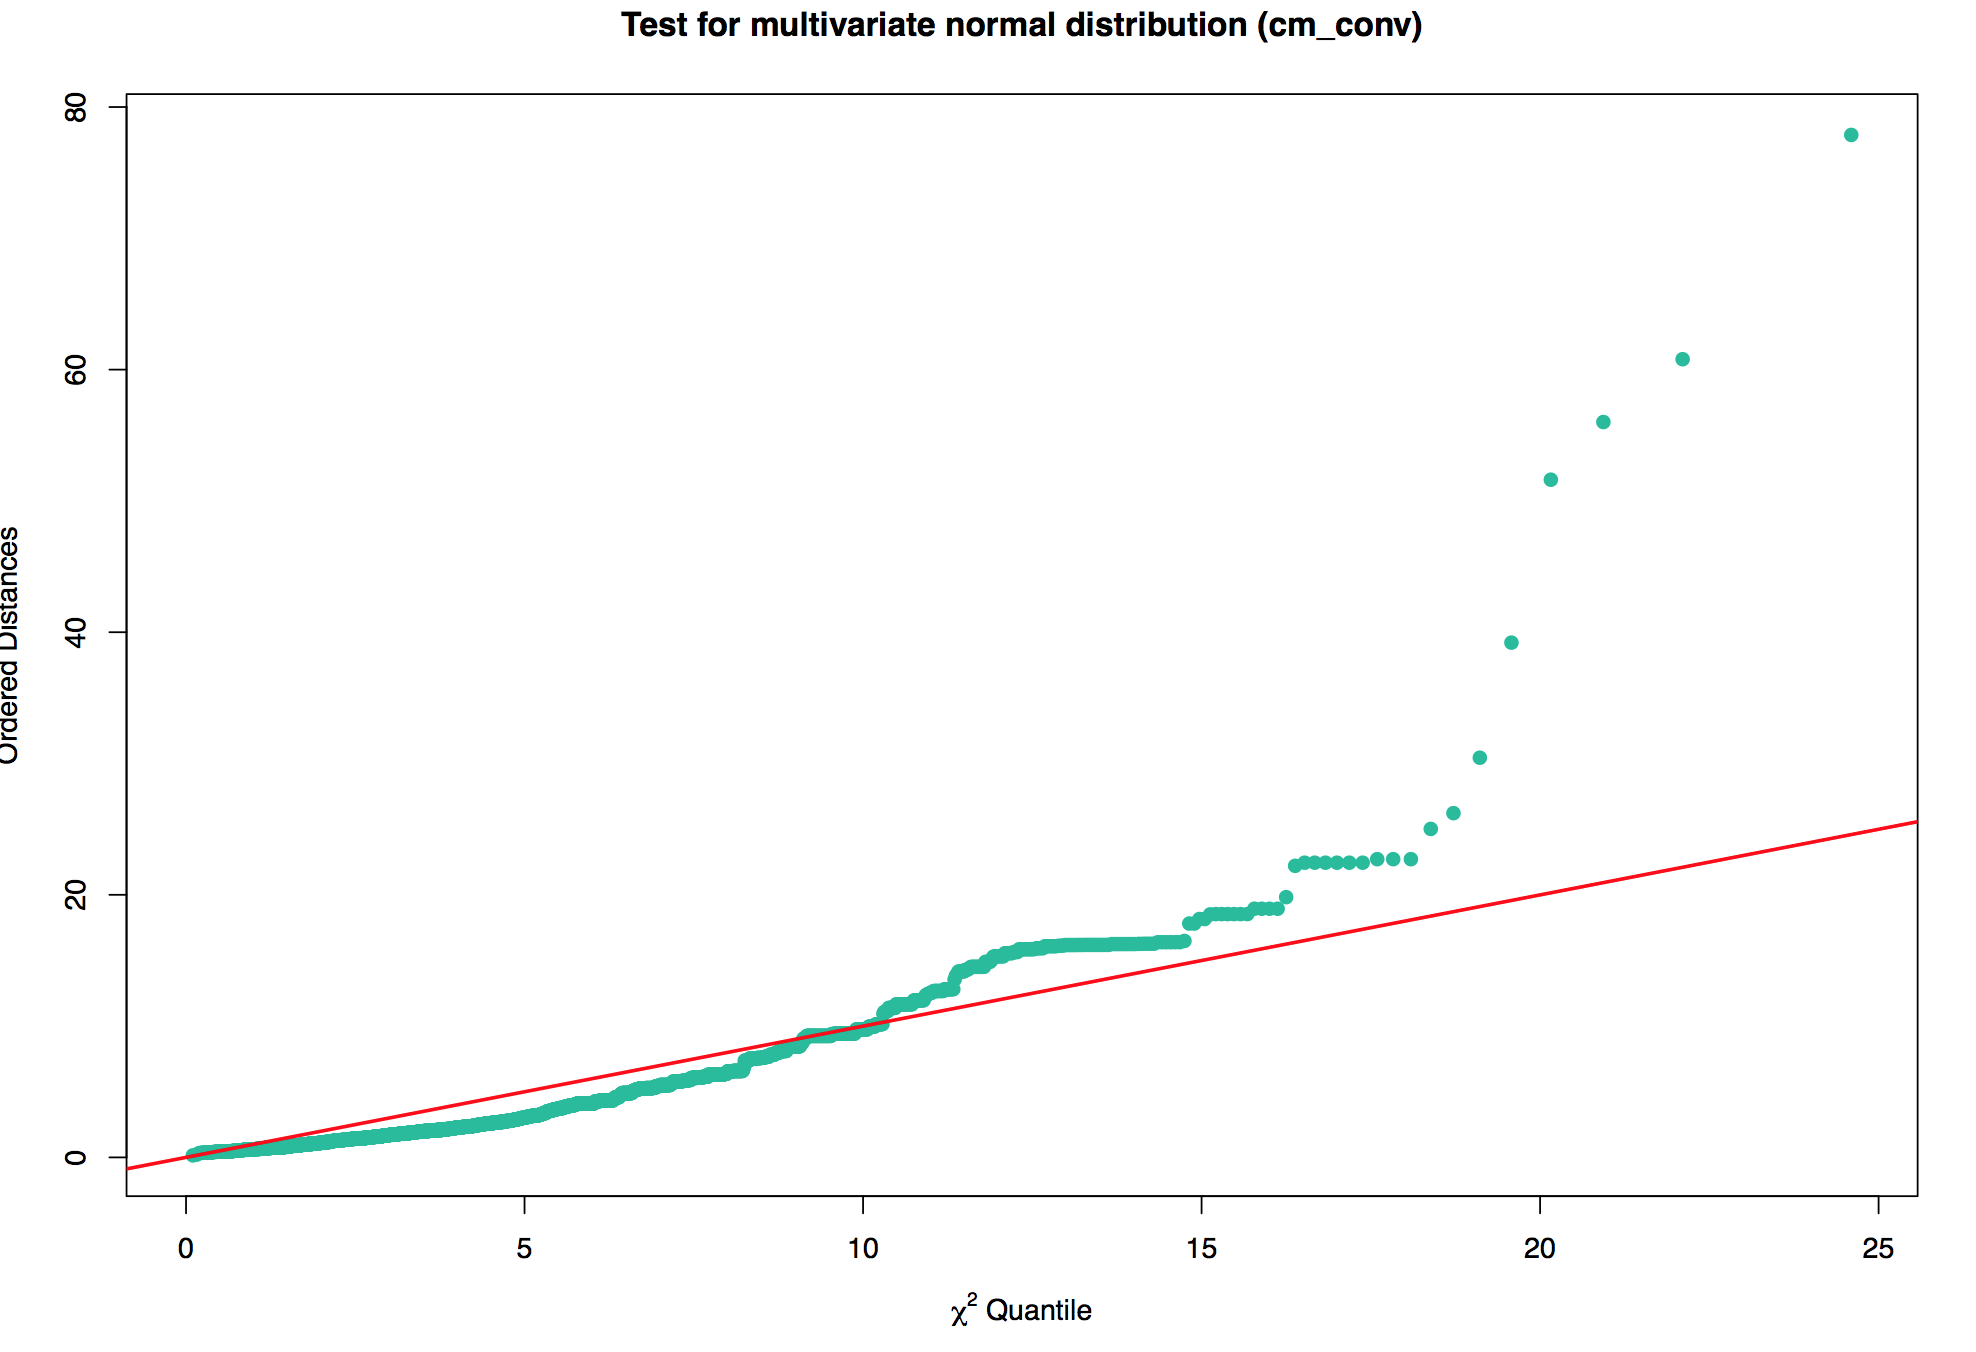 Test for multivariate normal distribution (cm_conv)
80
60
40
20
0
Ordered Distances
0 5 10 15 20 25
χ² Quantile